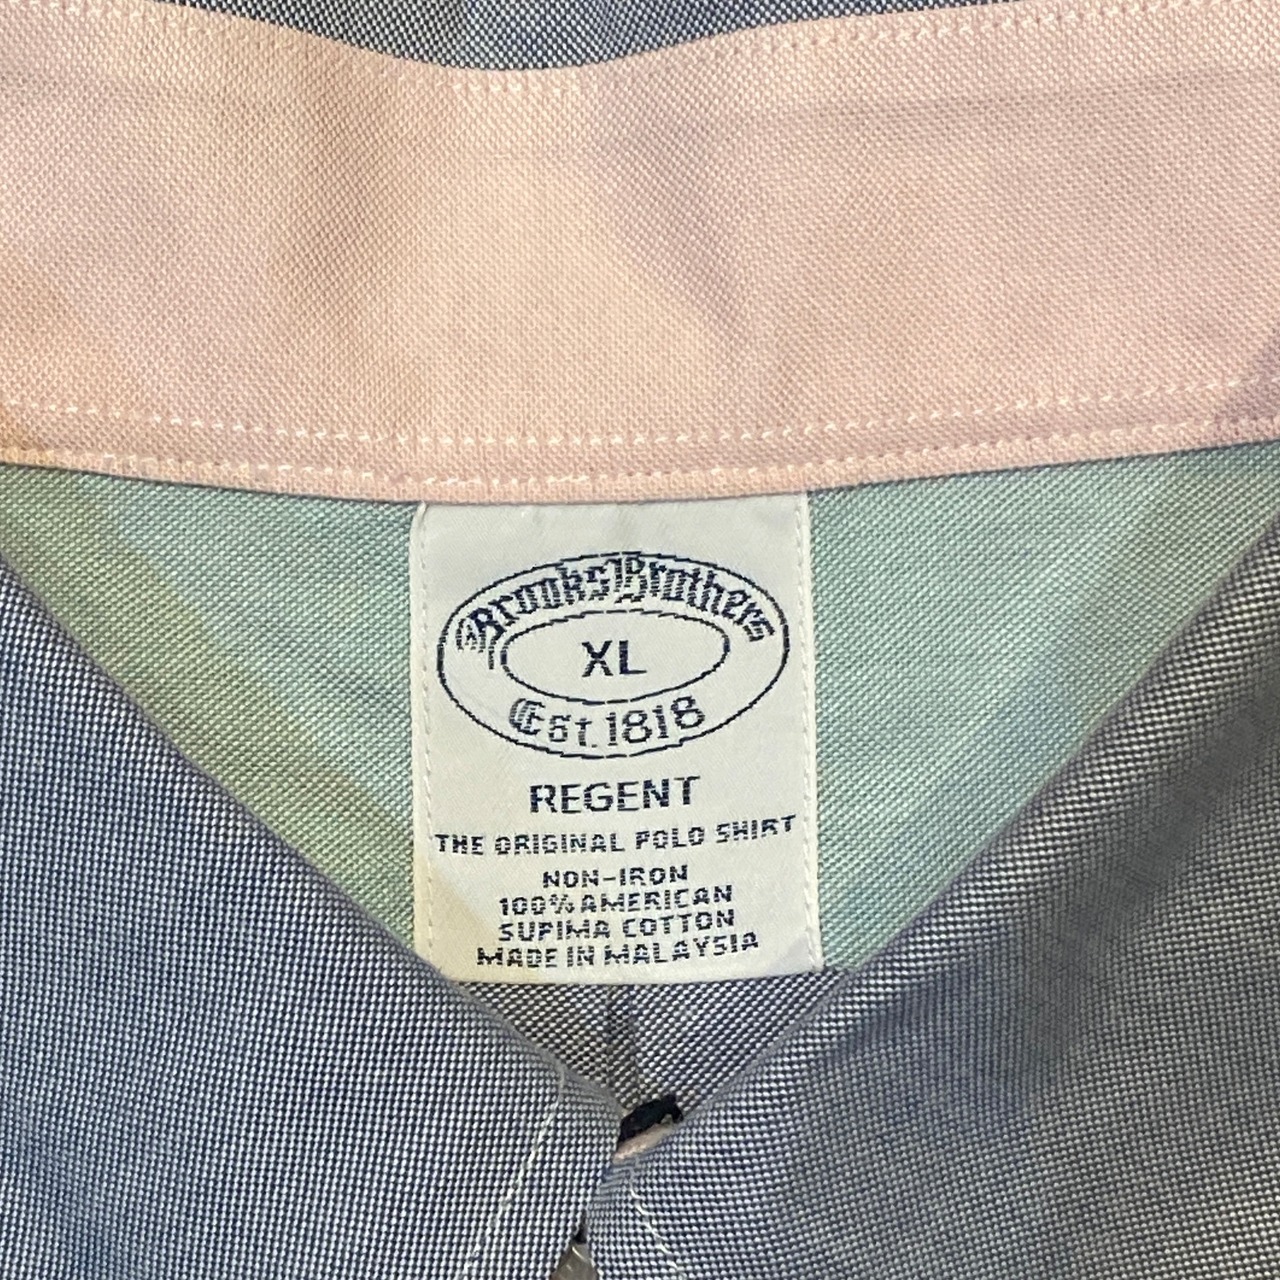 Brooks Brothers
XL
Est. 1818
REGENT
THE ORIGINAL POLO SHIRT
NON-IRON
100% AMERICAN
SUPIMA COTTON
MADE IN MALAYSIA